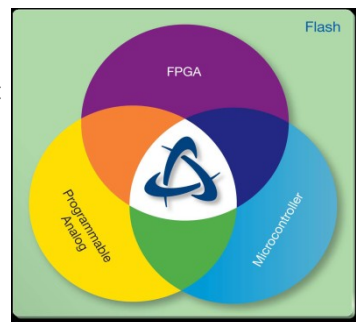 Flash
FPGA
Programmable
Analog
Microcontroller